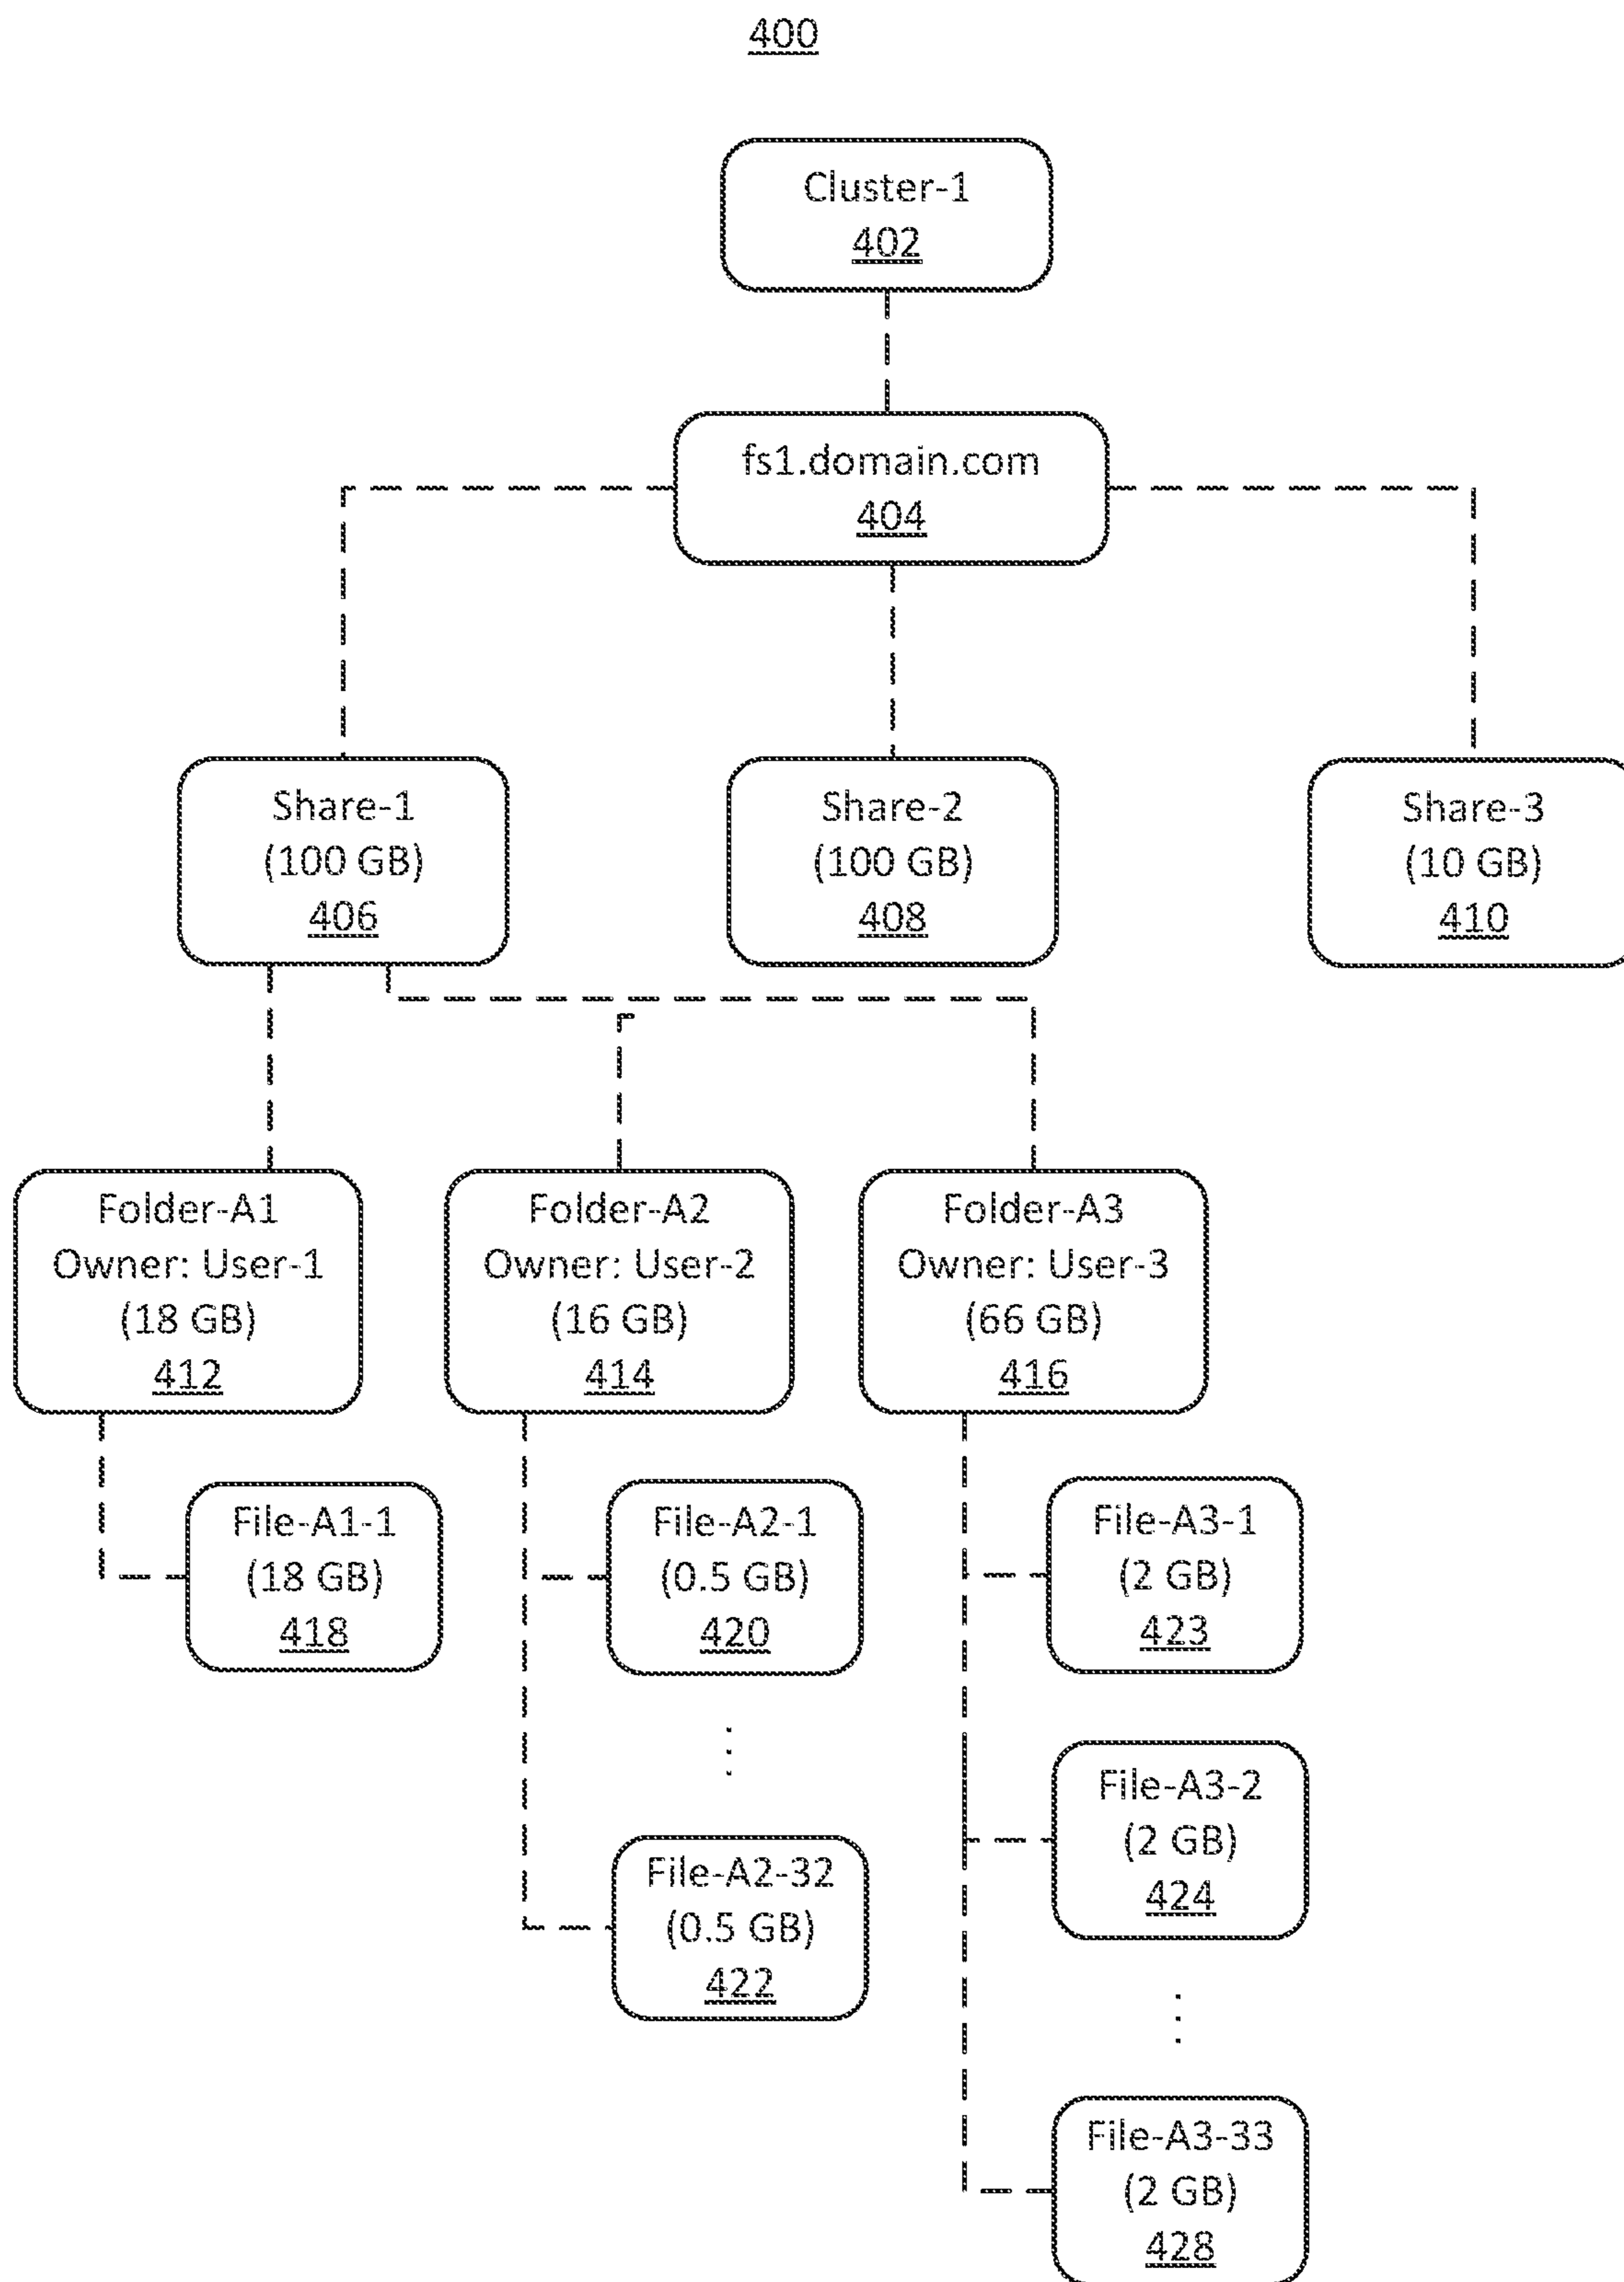 400
Cluster-1
402
fs1.domain.com
404
Share-1
(100 GB)
406
Share-2
(100 GB)
408
Share-3
(10 GB)
410
Folder-A1
Owner: User-1
(18 GB)
412
Folder-A2
Owner: User-2
(16 GB)
414
Folder-A3
Owner: User-3
(66 GB)
416
File-A1-1
(18 GB)
418
File-A2-1
(0.5 GB)
420
File-A3-1
(2 GB)
423
File-A3-2
(2 GB)
424
File-A2-32
(0.5 GB)
422
File-A3-33
(2 GB)
428